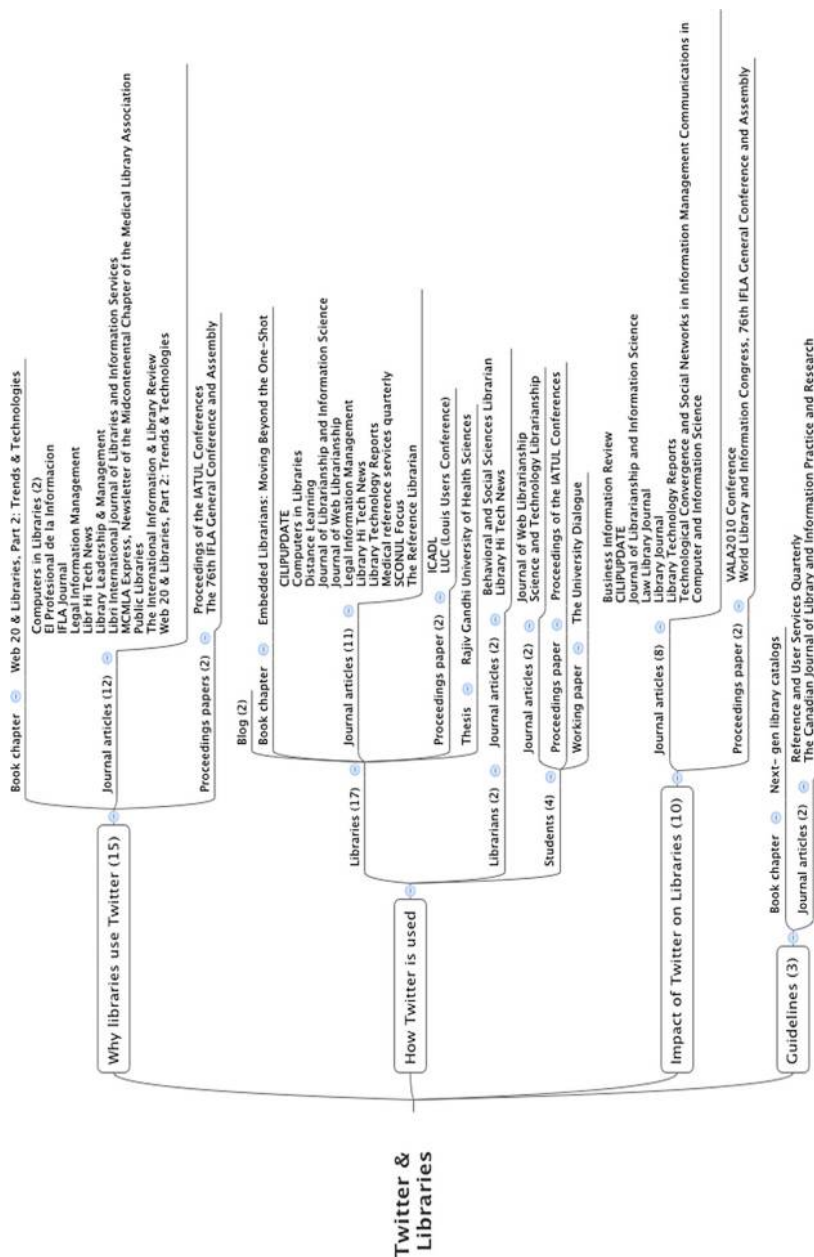 Twitter &
Libraries
Why libraries use Twitter (15)
Book chapter
Web 20 & Libraries, Part 2: Trends & Technologies
Journal articles (12)
Computers in Libraries (2)
El Profesional de la Informacion
IFLA Journal
Legal Information Management
Libr Hi Tech News
Library Leadership & Management
Libri International Journal of Libraries and Information Services
MCMLA Express, Newsletter of the Midcontenental Chapter of the Medical Library Association
Public Libraries
The International Information & Library Review
Web 20 & Libraries, Part 2: Trends & Technologies
Proceedings papers (2)
Proceedings of the IATUL Conferences
The 76th IFLA General Conference and Assembly
How Twitter is used
Libraries (17)
Blog (2)
Book chapter
Embedded Librarians: Moving Beyond the One-Shot
Journal articles (11)
CILIPUPDATE
Computers in Libraries
Distance Learning
Journal of Librarianship and Information Science
Journal of Web Librarianship
Legal Information Management
Library Hi Tech News
Library Technology Reports
Medical reference services quarterly
SCONUL Focus
The Reference Librarian
Proceedings paper (2)
ICADL
LUC (Louis Users Conference)
Thesis
Rajiv Gandhi University of Health Sciences
Librarians (2)
Journal articles (2)
Behavioral and Social Sciences Librarian
Library Hi Tech News
Students (4)
Journal articles (2)
Journal of Web Librarianship
Science and Technology Librarianship
Proceedings paper
Proceedings of the IATUL Conferences
Working paper
The University Dialogue
Impact of Twitter on Libraries (10)
Journal articles (8)
Business Information Review
CILIPUPDATE
Journal of Librarianship and Information Science
Law Library Journal
Library Journal
Library Technology Reports
Technological Convergence and Social Networks in Information Management Communications in
Computer and Information Science
Proceedings paper (2)
VALA2010 Conference
World Library and Information Congress, 76th IFLA General Conference and Assembly
Guidelines (3)
Book chapter
Next- gen library catalogs
Journal articles (2)
Reference and User Services Quarterly
The Canadian Journal of Library and Information Practice and Research